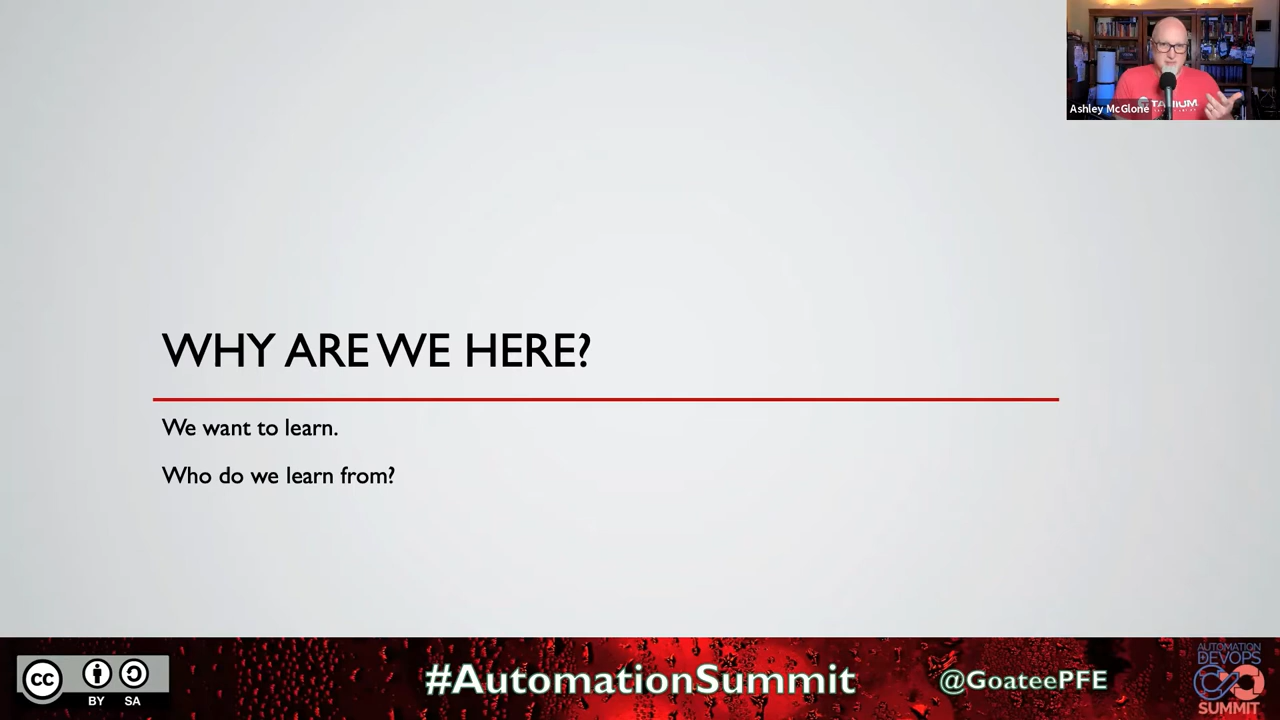 TANIUM
Ashley McGlone
WHY ARE WE HERE?
We want to learn.
Who do we learn from?
CC
BY SA
#AutomationSummit
@GoateePFE
AUTOMATION
DEVOPS
SUMMIT